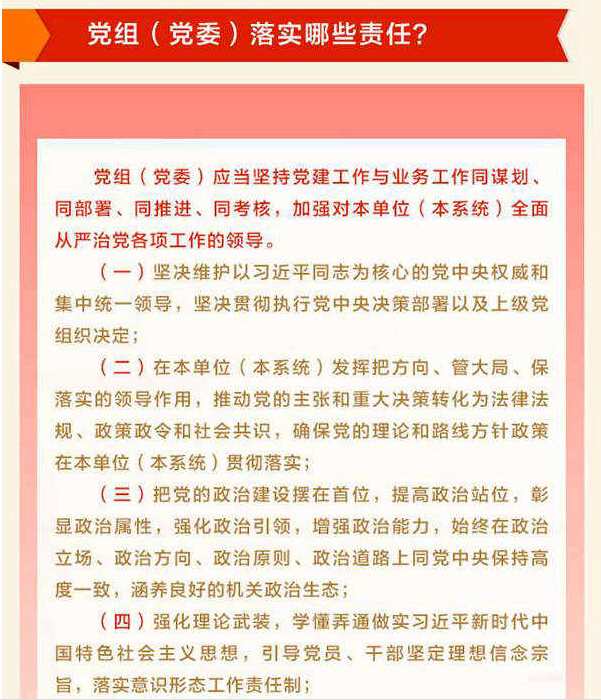 党组（党委）落实哪些责任？
党组（党委）应当坚持党建工作与业务工作同谋划、
同部署、同推进、同考核，加强对本单位（本系统）全面
从严治党各项工作的领导。
（一）坚决维护以习近平同志为核心的党中央权威和
集中统一领导，坚决贯彻执行党中央决策部署以及上级党
组织决定；
（二）在本单位（本系统）发挥把方向、管大局、保
落实的领导作用，推动党的主张和重大决策转化为法律法
规、政策政令和社会共识，确保党的理论和路线方针政策
在本单位（本系统）贯彻落实；
（三）把党的政治建设摆在首位，提高政治站位，彰
显政治属性，强化政治引领，增强政治能力，始终在政治
立场、政治方向、政治原则、政治道路上同党中央保持高
度一致，涵养良好的机关政治生态；
（四）强化理论武装，学懂弄通做实习近平新时代中
国特色社会主义思想，引导党员、干部坚定理想信念宗
旨，落实意识形态工作责任制；